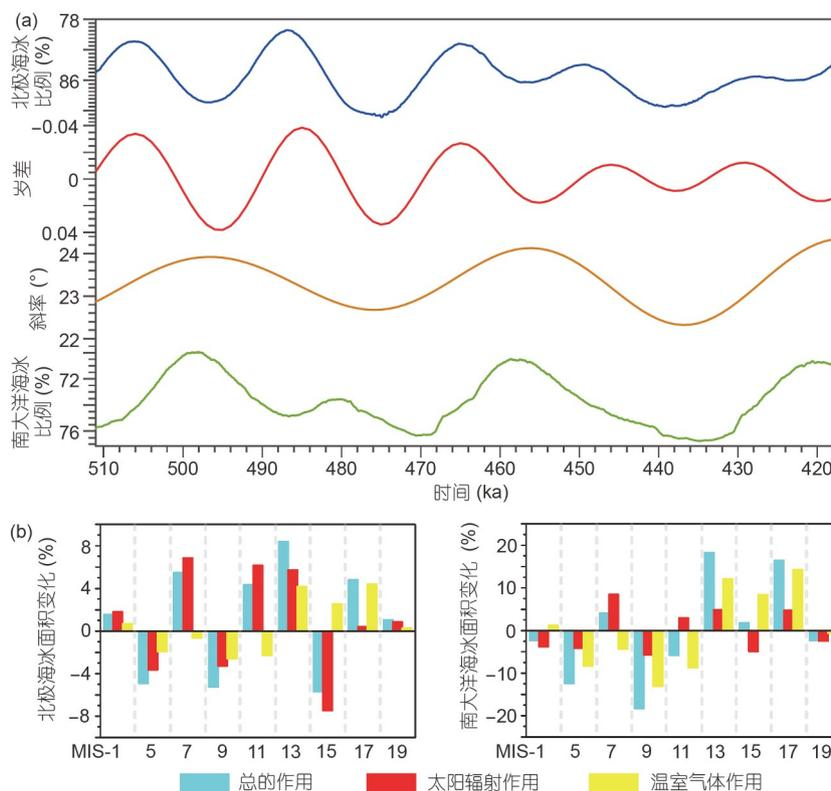 (a)
78
北极海冰
比例 (%)
86
−0.04
岁差
0
0.04
24
斜率 (°)
23
22
南大洋海冰
比例 (%)
72
76
510 500 490 480 470 460 450 440 430 420
时间 (ka)
(b)
北极海冰面积变化 (%)
8
4
0
−4
−8
MIS-1 5 7 9 11 13 15 17 19
南大洋海冰面积变化 (%)
20
10
0
−10
−20
MIS-1 5 7 9 11 13 15 17 19
总的作用 太阳辐射作用 温室气体作用